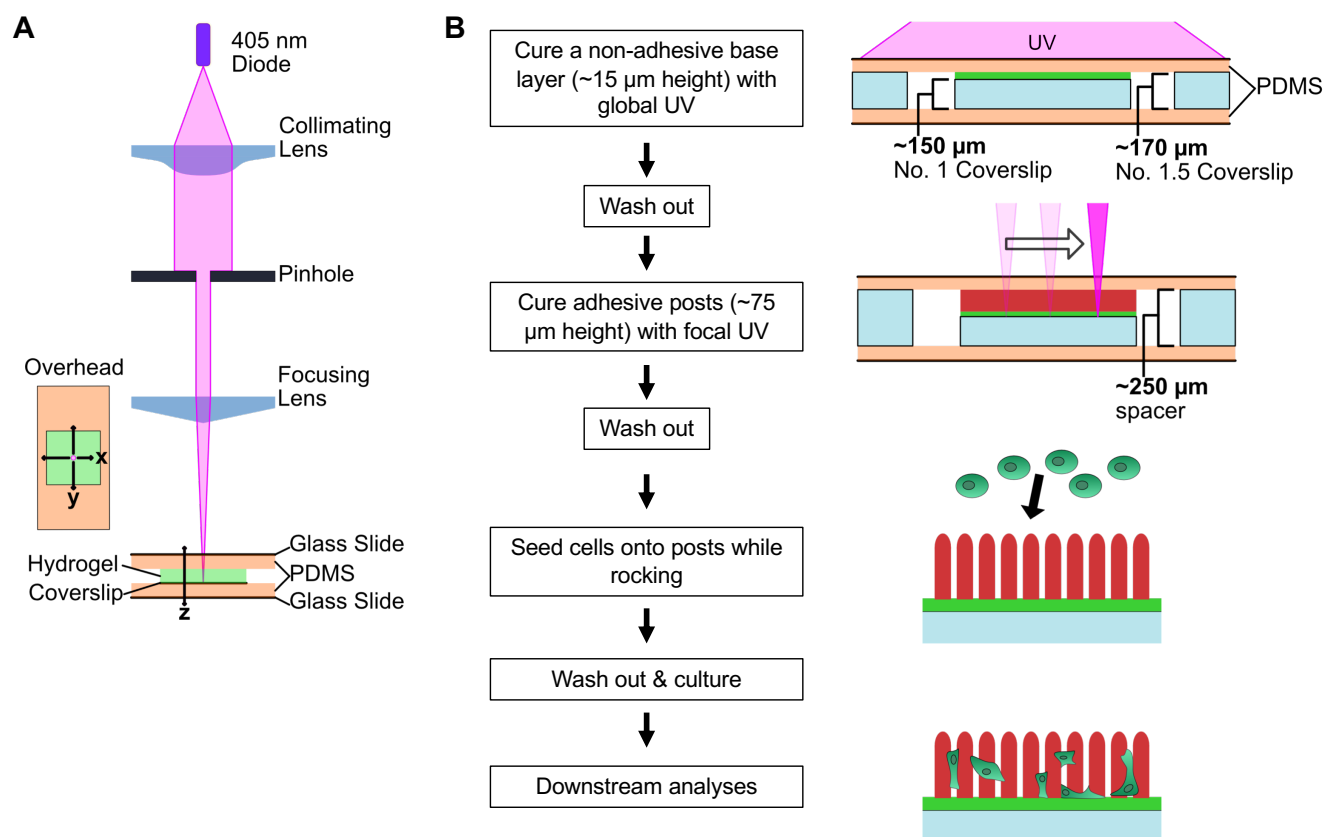 A
405 nm
Diode
Collimating
Lens
Pinhole
Overhead
x
y
Focusing
Lens
Glass Slide
Hydrogel
PDMS
Coverslip
Glass Slide
z
B
Cure a non-adhesive base
layer (~15 µm height) with
global UV
Wash out
Cure adhesive posts (~75
µm height) with focal UV
Wash out
Seed cells onto posts while
rocking
Wash out & culture
Downstream analyses
UV
PDMS
~150 µm
No. 1 Coverslip
~170 µm
No. 1.5 Coverslip
~250 µm
spacer